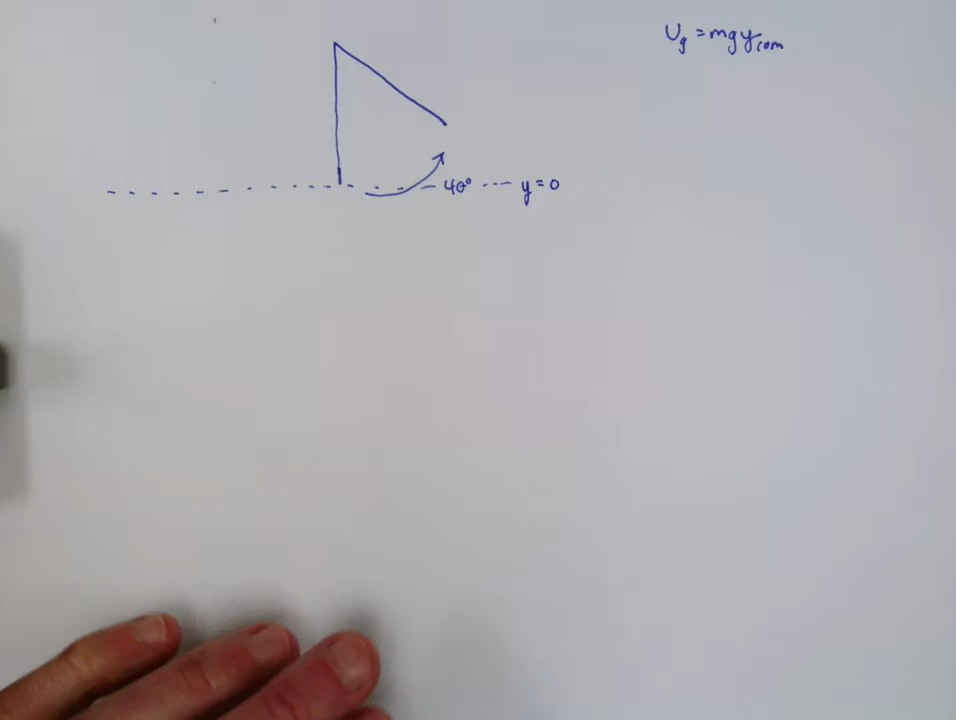 U_g = mgy_com
40° --- y = 0